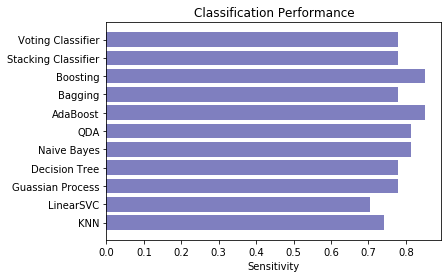 Classification Performance
Voting Classifier
Stacking Classifier
Boosting
Bagging
AdaBoost
QDA
Naive Bayes
Decision Tree
Guassian Process
LinearSVC
KNN
0.0 0.1 0.2 0.3 0.4 0.5 0.6 0.7 0.8
Sensitivity